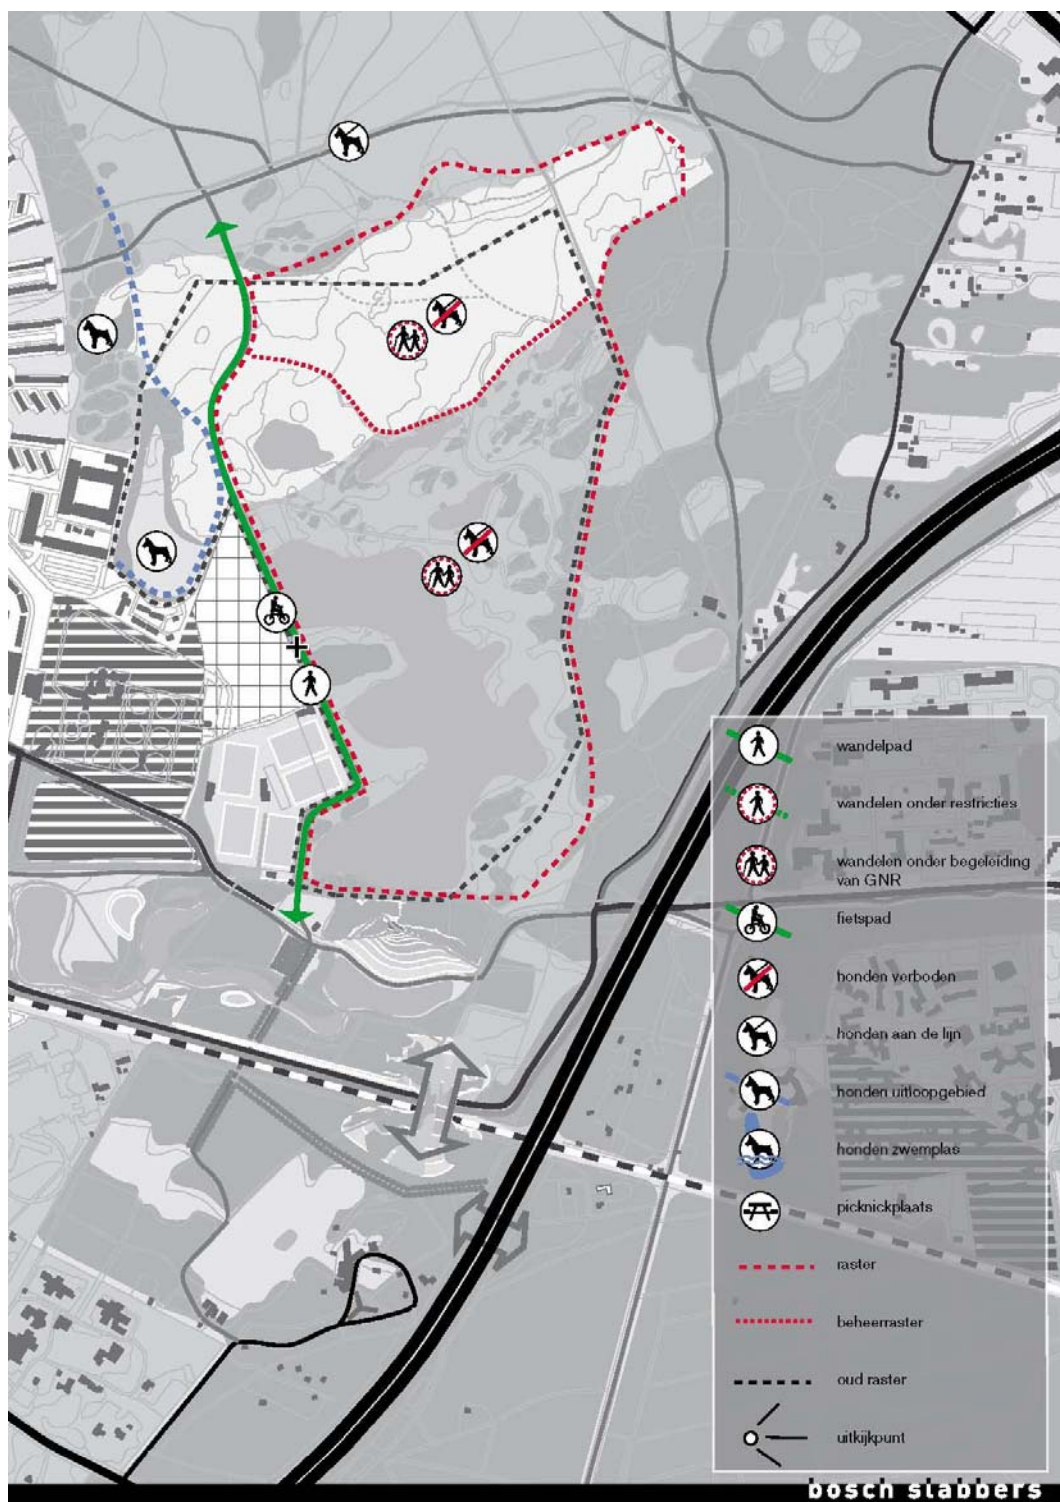 wandelpad
wandelen onder restricties
wandelen onder begeleiding
van GNR
fietspad
honden verboden
honden aan de lijn
honden uitloopgebied
honden zwemplas
picknickplaats
raster
beheerraster
oud raster
uitkijkpunt
bosch slabbers